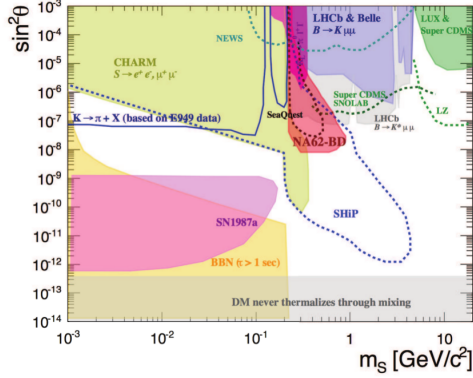 sin²θ
10⁻³
10⁻⁴
10⁻⁵
10⁻⁶
10⁻⁷
10⁻⁸
10⁻⁹
10⁻¹⁰
10⁻¹¹
10⁻¹²
10⁻¹³
10⁻¹⁴
CHARM
S → e⁺ e⁻, μ⁺ μ⁻
NEWS
LHCb & Belle
B → K μμ
LUX &
Super CDMS
K → π + X (based on E949 data)
SeaQuest
Super CDMS
SNOLAB
LHCb
B → K* μμ
LZ
NA62-BD
SN1987a
SHiP
BBN (τ > 1 sec)
DM never thermalizes through mixing
10⁻³ 10⁻² 10⁻¹ 1 10
m_S [GeV/c²]